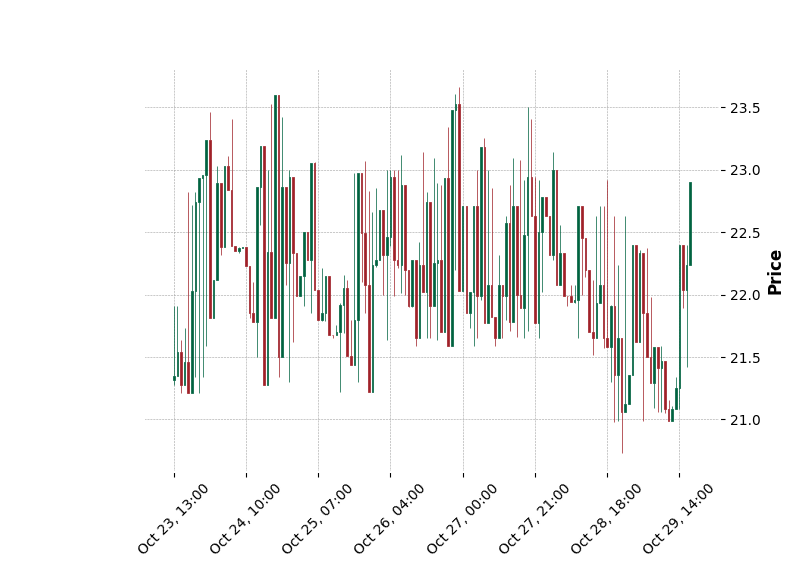 23.5
23.0
22.5
22.0
21.5
21.0
Price
Oct 23, 13:00
Oct 24, 10:00
Oct 25, 07:00
Oct 26, 04:00
Oct 27, 00:00
Oct 27, 21:00
Oct 28, 18:00
Oct 29, 14:00